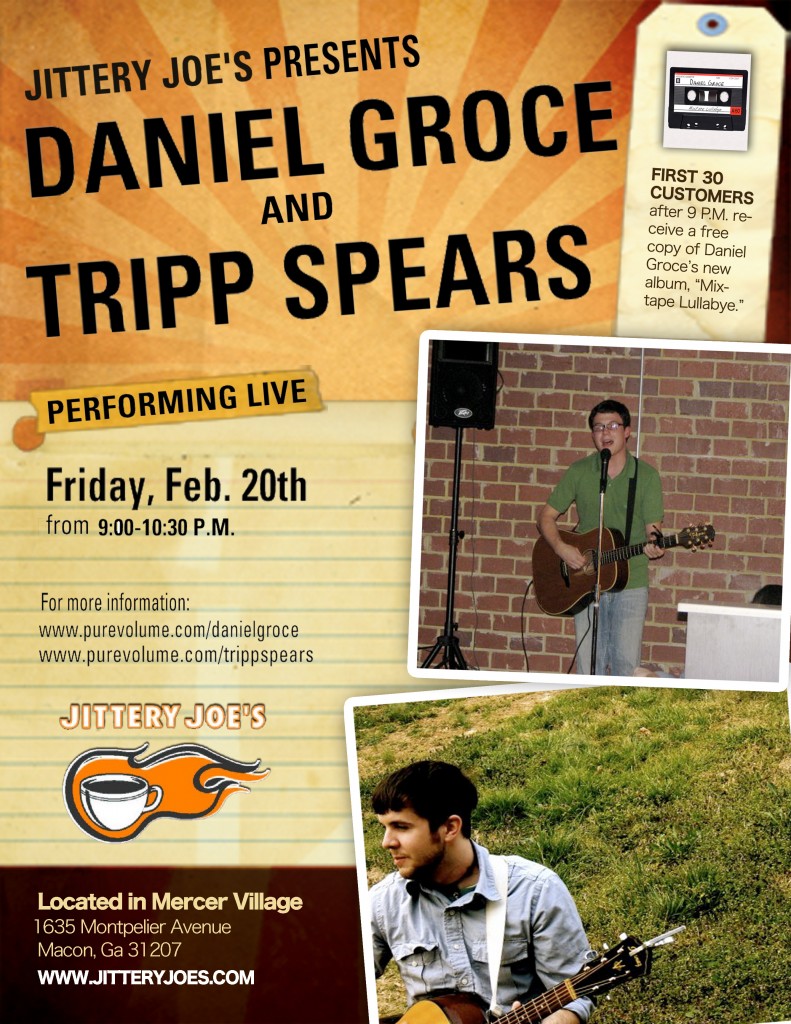 JITTERY JOE'S PRESENTS
DANIEL GROCE
AND
TRIPP SPEARS
DANIEL GROCE
FIRST 30
CUSTOMERS
after 9 P.M. re-
ceive a free
copy of Daniel
Groce's new
album, "Mix-
tape Lullabye."
PERFORMING LIVE
Friday, Feb. 20th
from 9:00-10:30 P.M.
For more information:
www.purevolume.com/danielgroce
www.purevolume.com/trippspears
JITTERY JOE'S
Located in Mercer Village
1635 Montpelier Avenue
Macon, Ga 31207
WWW.JITTERYJOES.COM